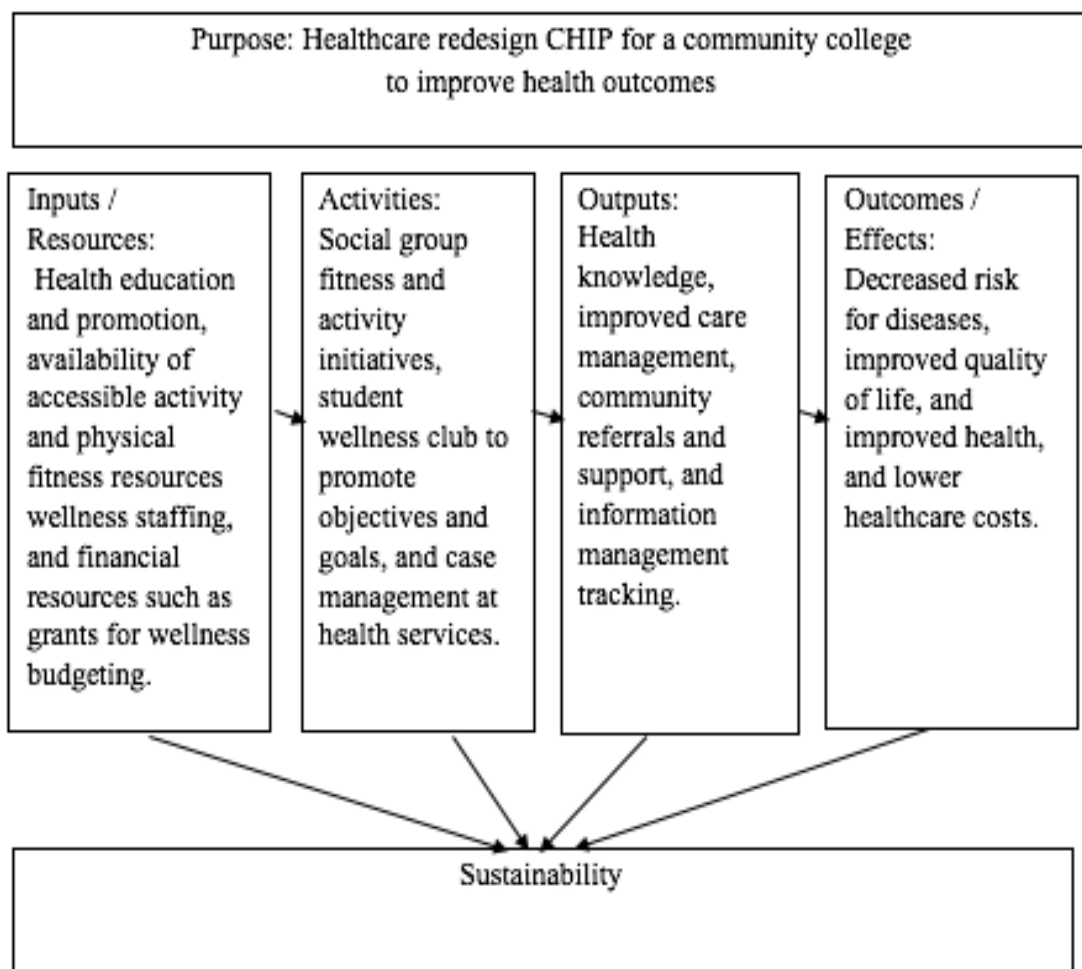 Purpose: Healthcare redesign CHIP for a community college
to improve health outcomes
Inputs /
Resources:
Health education
and promotion,
availability of
accessible activity
and physical
fitness resources
wellness staffing,
and financial
resources such as
grants for wellness
budgeting.
Activities:
Social group
fitness and
activity
initiatives,
student
wellness club to
promote
objectives and
goals, and case
management at
health services.
Outputs:
Health
knowledge,
improved care
management,
community
referrals and
support, and
information
management
tracking.
Outcomes /
Effects:
Decreased risk
for diseases,
improved quality
of life, and
improved health,
and lower
healthcare costs.
Sustainability